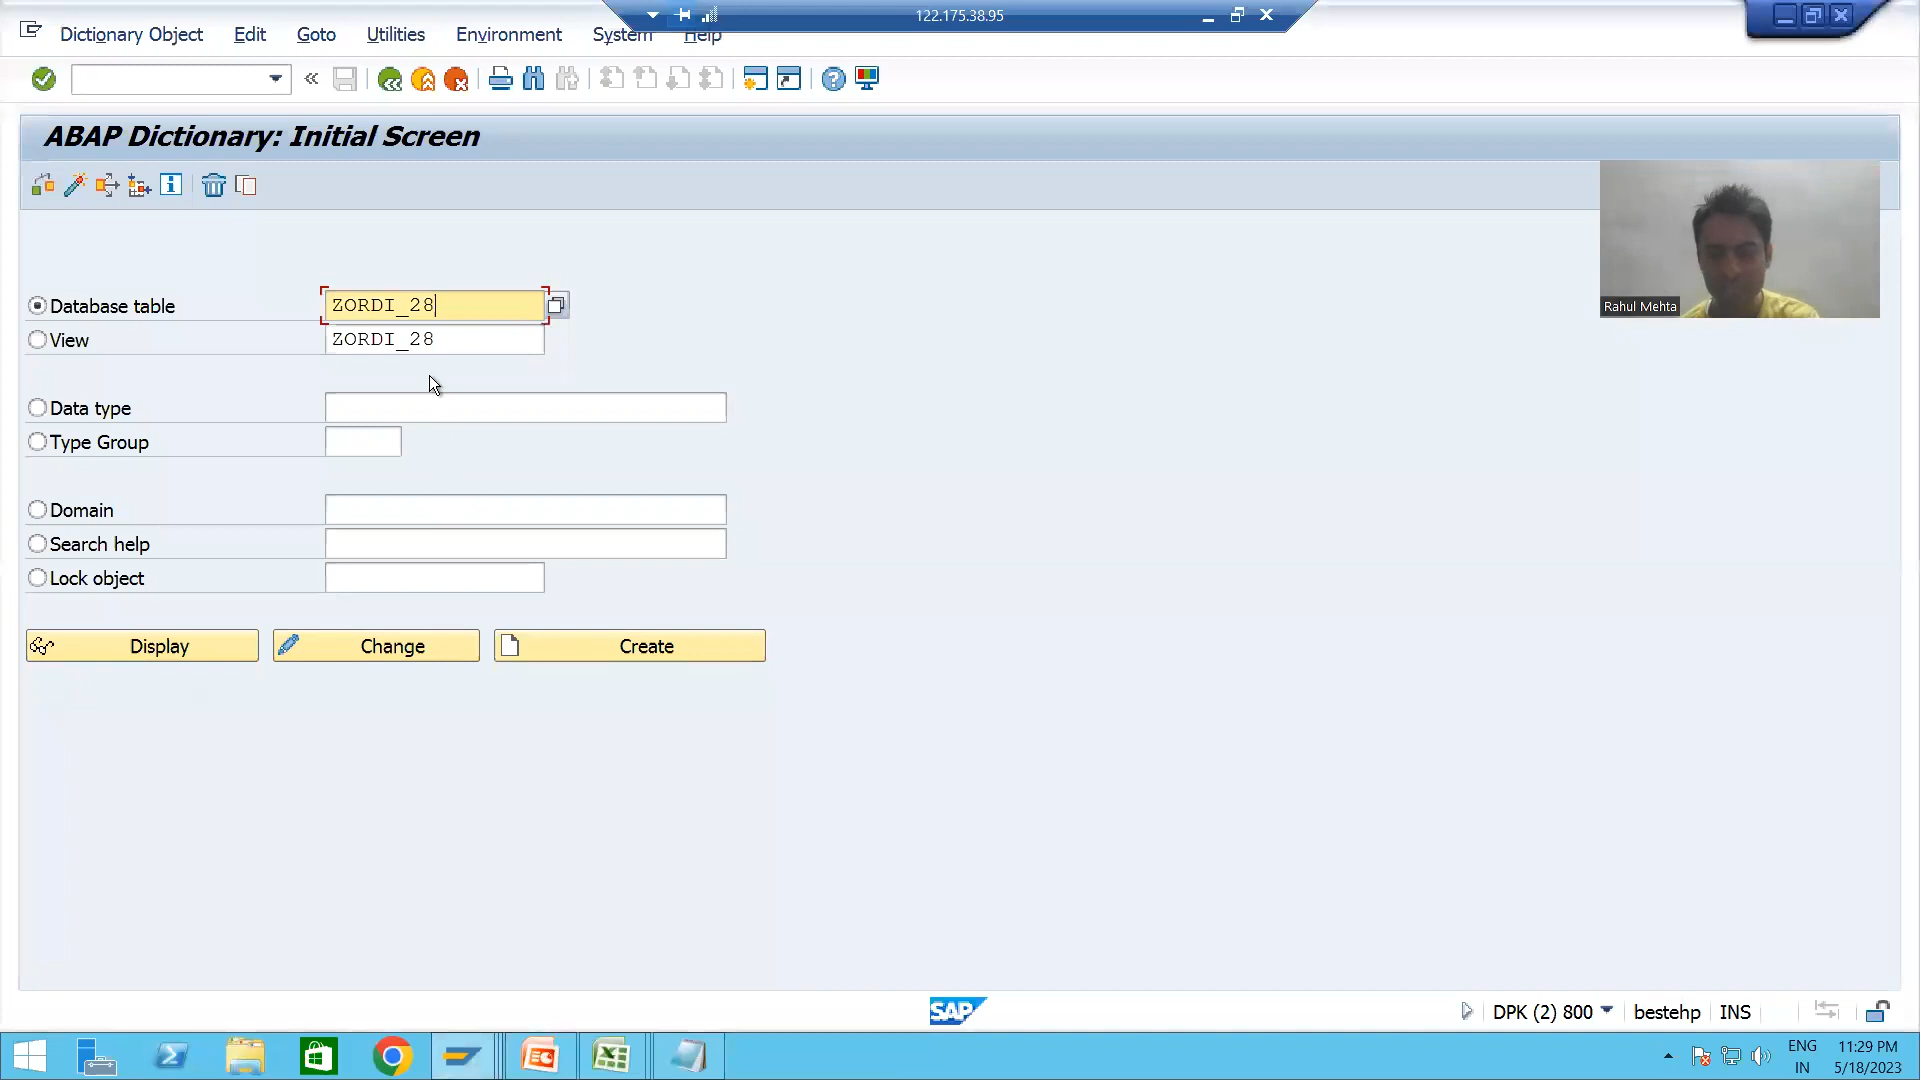 122.175.38.95
Dictionary Object Edit Goto Utilities Environment System Help
ABAP Dictionary: Initial Screen
Rahul Mehta
Database table ZORDI_28
View ZORDI_28
Data type
Type Group
Domain
Search help
Lock object
Display Change Create
SAP DPK (2) 800 bestehp INS
ENG 11:29 PM
IN 5/18/2023